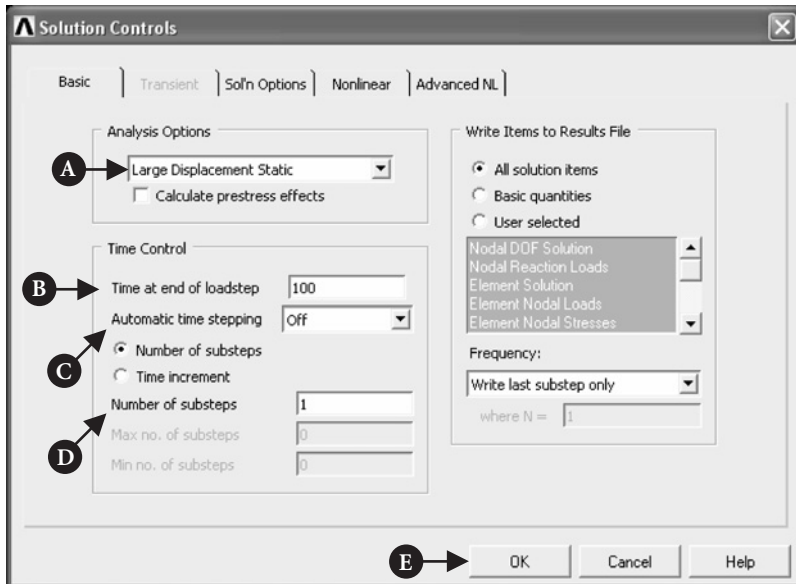 Solution Controls
Basic
Transient
Sol'n Options
Nonlinear
Advanced NL
Analysis Options
A
Large Displacement Static
Calculate prestress effects
Time Control
B
Time at end of loadstep 100
Automatic time stepping Off
C
Number of substeps
Time increment
Number of substeps 1
D
Max no. of substeps 0
Min no. of substeps 0
Write Items to Results File
All solution items
Basic quantities
User selected
Nodal DOF Solution
Nodal Reaction Loads
Element Solution
Element Nodal Loads
Element Nodal Stresses
Frequency:
Write last substep only
where N = 1
E
OK
Cancel
Help